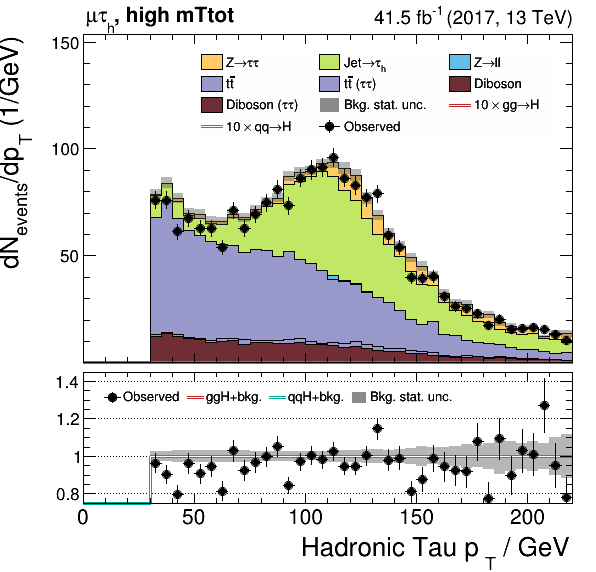 μτh, high mTtot 41.5 fb-1 (2017, 13 TeV)
dNevents/dpT (1/GeV)
150
100
50
Z→ττ Jet→τh Z→ll
tt̄ tt̄ (ττ) Diboson
Diboson (ττ) Bkg. stat. unc. 10 × gg→H
10 × qq→H Observed
1.4
1.2
1
0.8
Observed ggH+bkg. qqH+bkg. Bkg. stat. unc.
0 50 100 150 200
Hadronic Tau pT / GeV